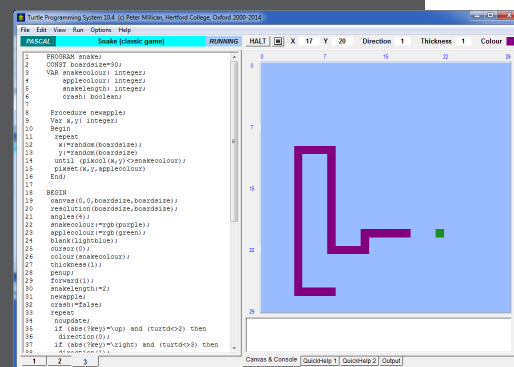 Turtle Programming System 10.4 (c) Peter Millican, Hertford College, Oxford 2000-2014
File Edit View Run Options Help
PASCAL Snake (classic game) RUNNING HALT X 17 Y 20 Direction 1 Thickness 1 Colour
1 PROGRAM snake;
2 CONST boardsize=30;
3 VAR snakecolour: integer;
4 applecolour: integer;
5 snakelength: integer;
6 crash: boolean;
7
8 Procedure newapple;
9 Var x,y: integer;
10 Begin
11 repeat
12 x:=random(boardsize);
13 y:=random(boardsize)
14 until (pixcol(x,y)<>snakecolour);
15 pixset(x,y,applecolour)
16 End;
17
18 BEGIN
19 canvas(0,0,boardsize,boardsize);
20 resolution(boardsize,boardsize);
21 angles(4);
22 snakecolour:=rgb(purple);
23 applecolour:=rgb(green);
24 blank(lightblue);
25 cursor(0);
26 colour(snakecolour);
27 thickness(1);
28 penup;
29 forward(1);
30 snakelength:=2;
31 newapple;
32 crash:=false;
33 repeat
34 noupdate;
35 if (abs(?key)=\up) and (turtd<>2) then
36 direction(0);
37 if (abs(?key)=\right) and (turtd<>3) then
38 direction(1);
1 2 3
0 7 15 22 29
0
7
15
22
29
Canvas & Console QuickHelp 1 QuickHelp 2 Output